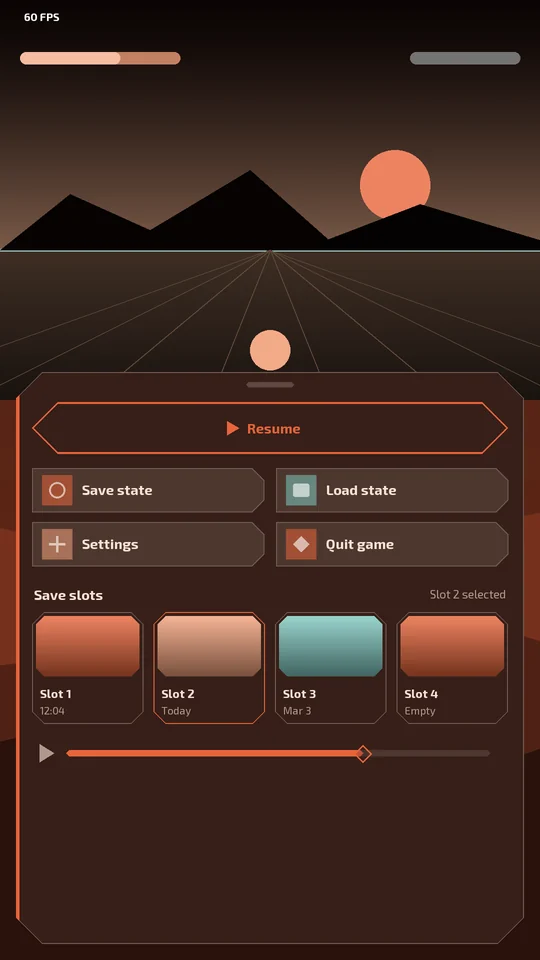 60 FPS
Resume
Save state
Load state
Settings
Quit game
Save slots
Slot 2 selected
Slot 1
12:04
Slot 2
Today
Slot 3
Mar 3
Slot 4
Empty